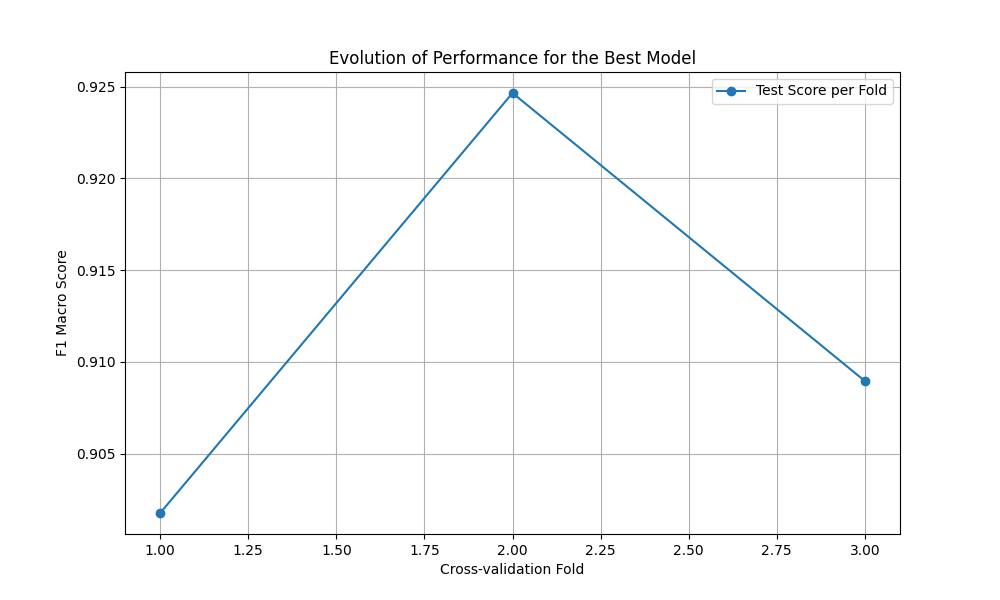 Evolution of Performance for the Best Model
Test Score per Fold
F1 Macro Score
0.925
0.920
0.915
0.910
0.905
1.00 1.25 1.50 1.75 2.00 2.25 2.50 2.75 3.00
Cross-validation Fold